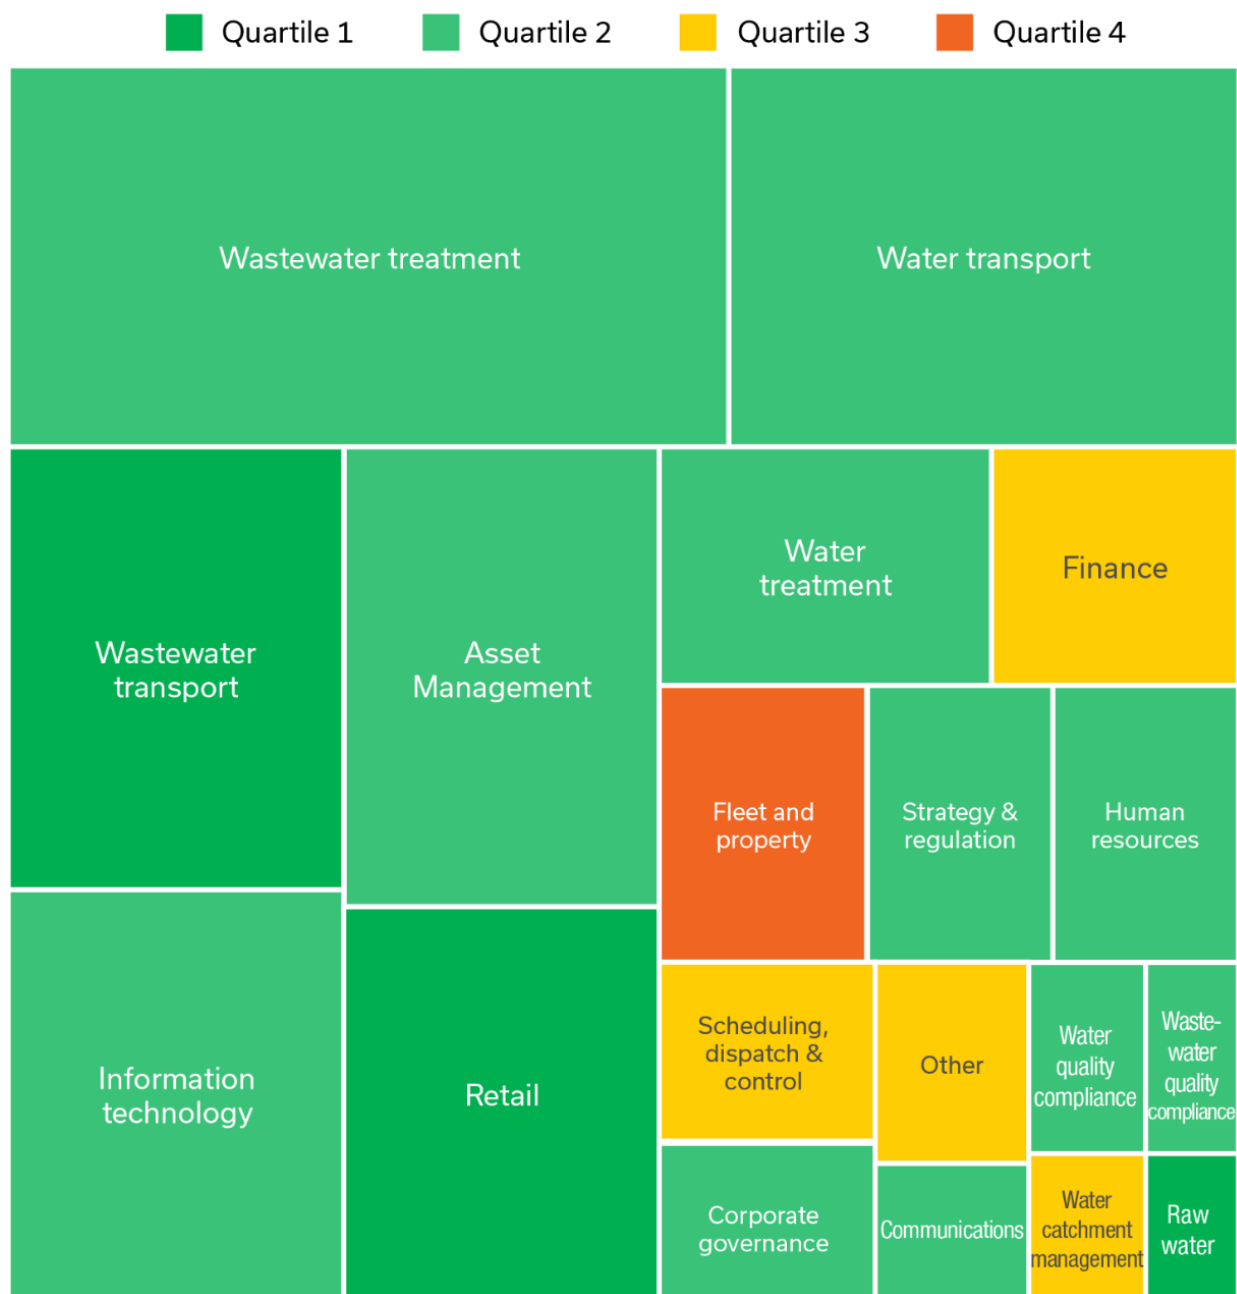 Quartile 1 Quartile 2 Quartile 3 Quartile 4
Wastewater treatment
Water transport
Wastewater
transport
Asset
Management
Water
treatment
Finance
Fleet and
property
Strategy &
regulation
Human
resources
Information
technology
Retail
Scheduling,
dispatch &
control
Other
Water
quality
compliance
Waste-
water
quality
compliance
Corporate
governance
Communications
Water
catchment
management
Raw
water